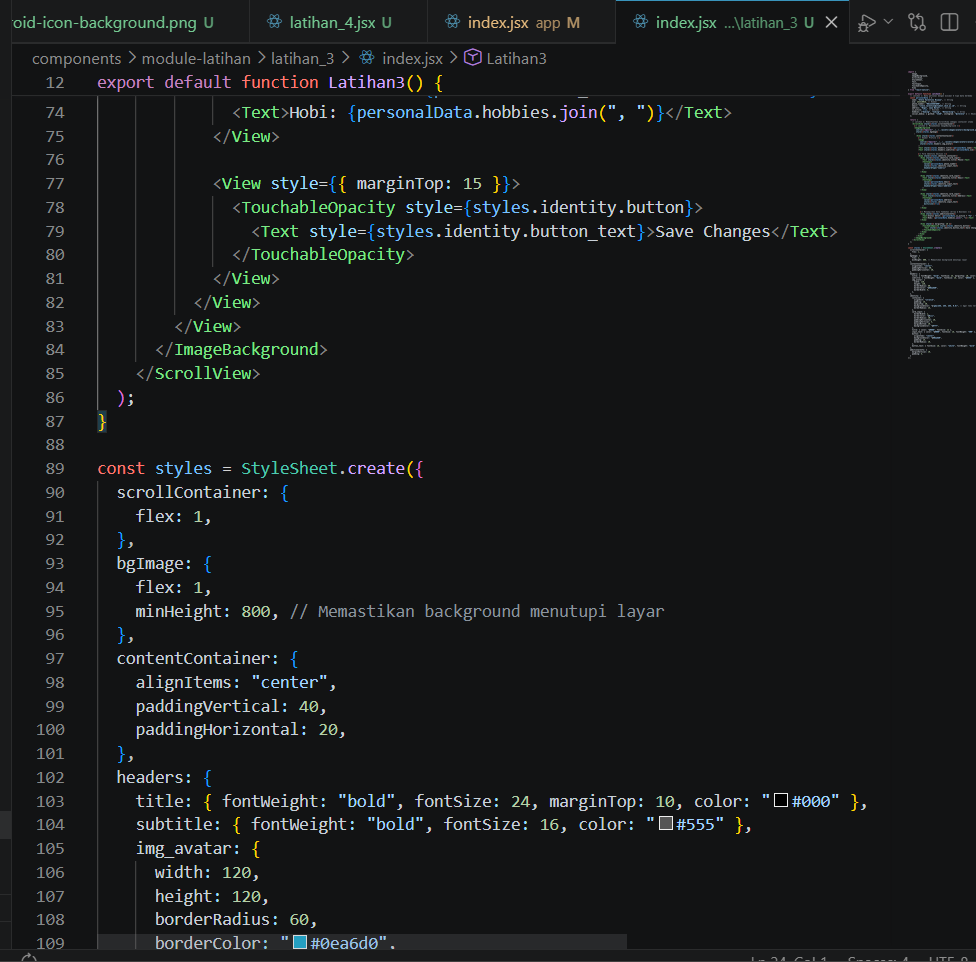 roid-icon-background.png U latihan_4.jsx U index.jsx app M index.jsx ...\latihan_3 U
components > module-latihan > latihan_3 > index.jsx > Latihan3
12 export default function Latihan3() {
74 <Text>Hobi: {personalData.hobbies.join(", ")}</Text>
75 </View>
76
77 <View style={{ marginTop: 15 }}>
78 <TouchableOpacity style={styles.identity.button}>
79 <Text style={styles.identity.button_text}>Save Changes</Text>
80 </TouchableOpacity>
81 </View>
82 </View>
83 </View>
84 </ImageBackground>
85 </ScrollView>
86 );
87 }
88
89 const styles = StyleSheet.create({
90 scrollContainer: {
91 flex: 1,
92 },
93 bgImage: {
94 flex: 1,
95 minHeight: 800, // Memastikan background menutupi layar
96 },
97 contentContainer: {
98 alignItems: "center",
99 paddingVertical: 40,
100 paddingHorizontal: 20,
101 },
102 headers: {
103 title: { fontWeight: "bold", fontSize: 24, marginTop: 10, color: "#000" },
104 subtitle: { fontWeight: "bold", fontSize: 16, color: "#555" },
105 img_avatar: {
106 width: 120,
107 height: 120,
108 borderRadius: 60,
109 borderColor: "#0ea6d0",